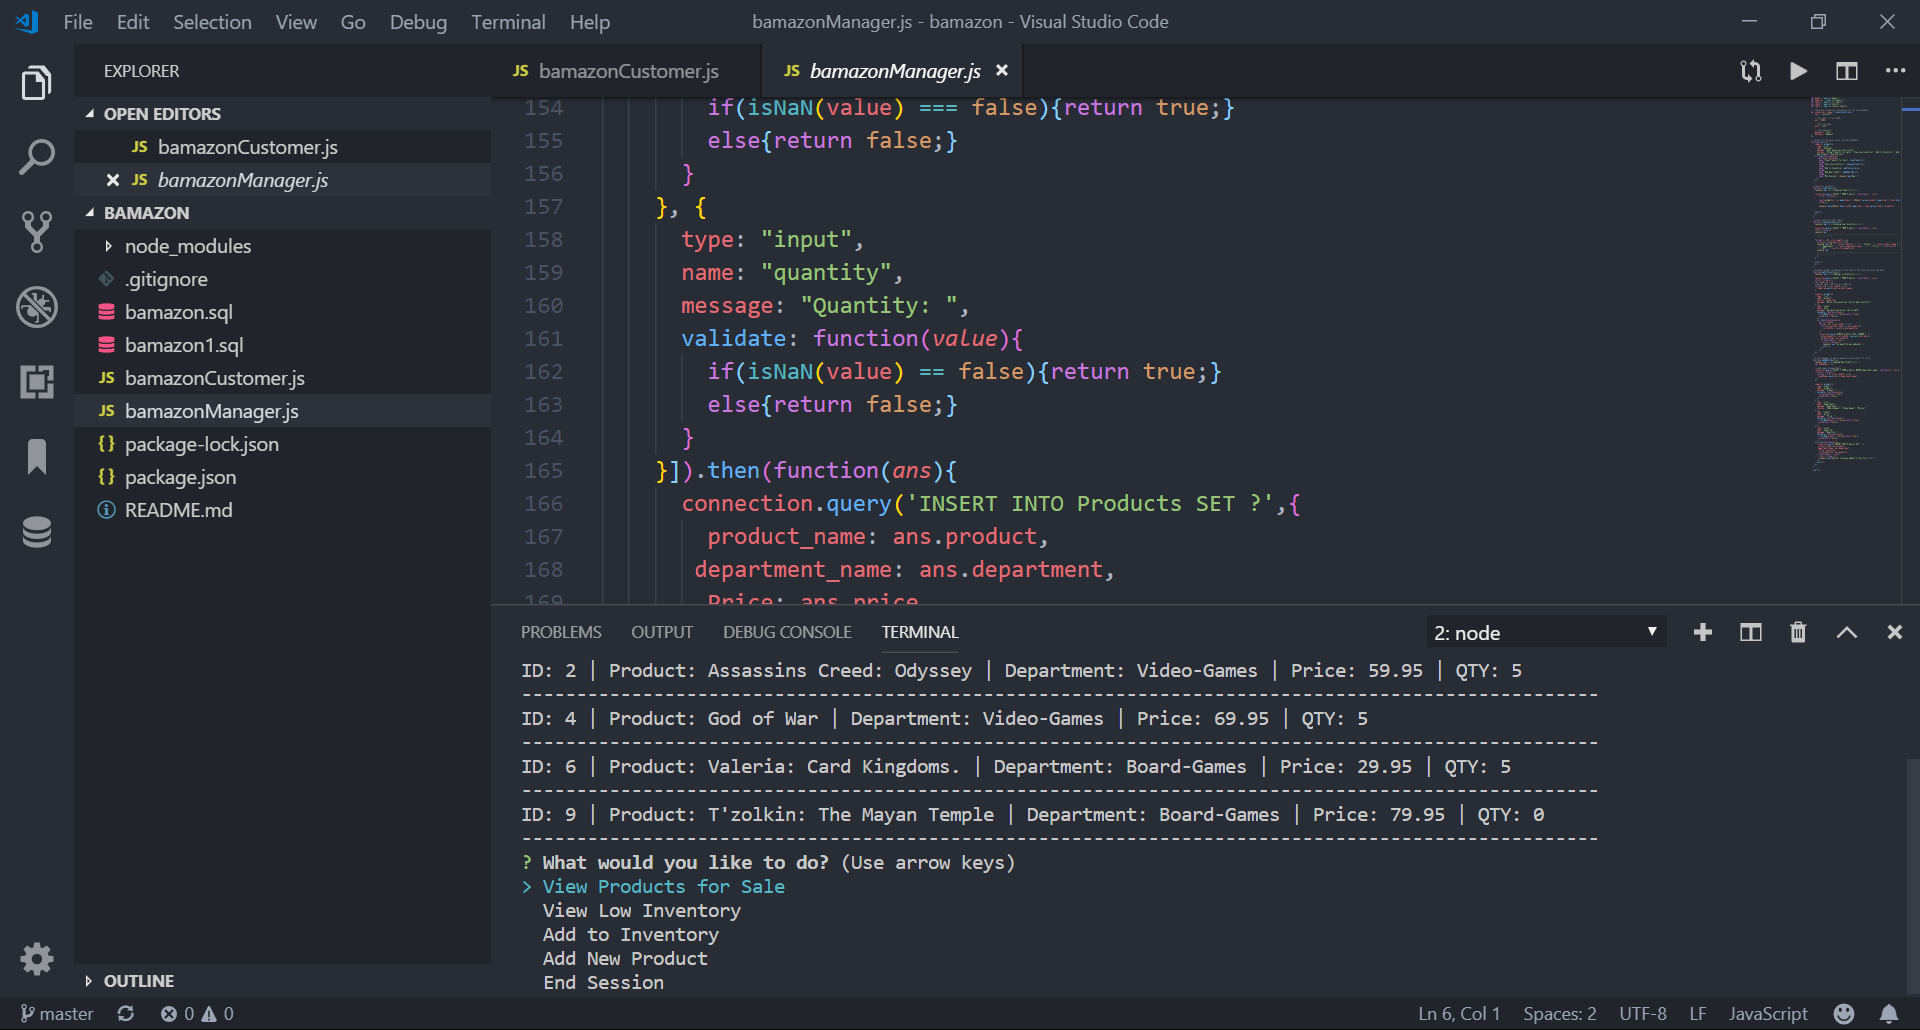 File Edit Selection View Go Debug Terminal Help
bamazonManager.js - bamazon - Visual Studio Code
EXPLORER
OPEN EDITORS
JS bamazonCustomer.js
JS bamazonManager.js
BAMAZON
node_modules
.gitignore
bamazon.sql
bamazon1.sql
JS bamazonCustomer.js
JS bamazonManager.js
{} package-lock.json
{} package.json
README.md
OUTLINE
JS bamazonCustomer.js
JS bamazonManager.js
154 if(isNaN(value) === false){return true;}
155 else{return false;}
156 }
157 }, {
158 type: "input",
159 name: "quantity",
160 message: "Quantity: ",
161 validate: function(value){
162 if(isNaN(value) == false){return true;}
163 else{return false;}
164 }
165 }]).then(function(ans){
166 connection.query('INSERT INTO Products SET ?',{
167 product_name: ans.product,
168 department_name: ans.department,
169 Price: ans.price
PROBLEMS OUTPUT DEBUG CONSOLE TERMINAL
2: node
ID: 2 | Product: Assassins Creed: Odyssey | Department: Video-Games | Price: 59.95 | QTY: 5
--------------------------------------------------------------------------------------------------
ID: 4 | Product: God of War | Department: Video-Games | Price: 69.95 | QTY: 5
--------------------------------------------------------------------------------------------------
ID: 6 | Product: Valeria: Card Kingdoms. | Department: Board-Games | Price: 29.95 | QTY: 5
--------------------------------------------------------------------------------------------------
ID: 9 | Product: T'zolkin: The Mayan Temple | Department: Board-Games | Price: 79.95 | QTY: 0
--------------------------------------------------------------------------------------------------
? What would you like to do? (Use arrow keys)
> View Products for Sale
View Low Inventory
Add to Inventory
Add New Product
End Session
master 0 0
Ln 6, Col 1 Spaces: 2 UTF-8 LF JavaScript